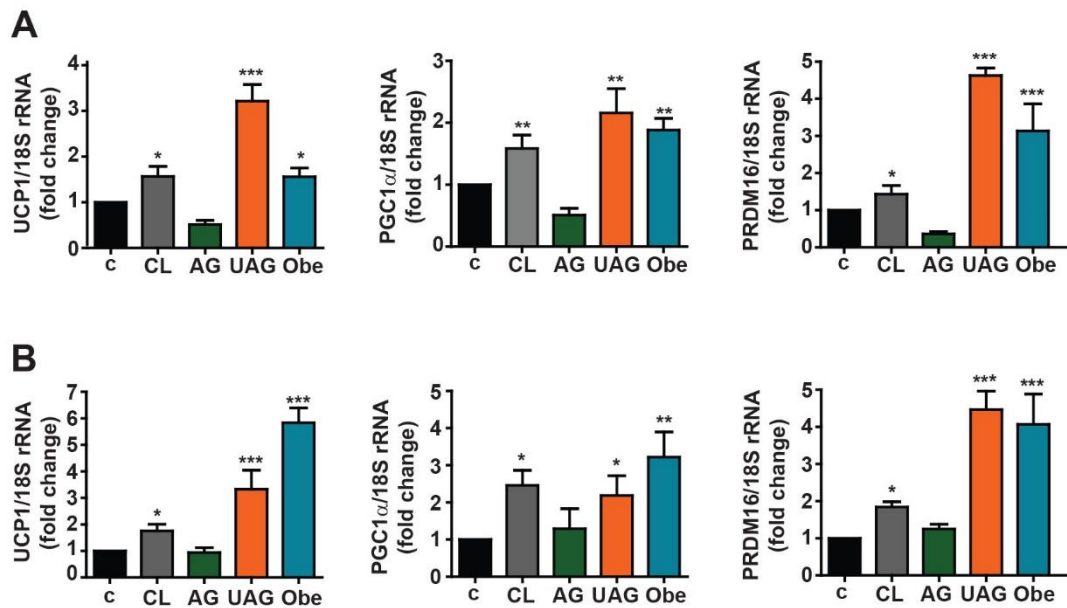 A
UCP1/18S rRNA
(fold change)
4
3
2
1
0
*
***
*
c CL AG UAG Obe
PGC1α/18S rRNA
(fold change)
3
2
1
0
**
**
**
c CL AG UAG Obe
PRDM16/18S rRNA
(fold change)
5
4
3
2
1
0
*
***
***
c CL AG UAG Obe
B
UCP1/18S rRNA
(fold change)
7
6
5
4
3
2
1
0
*
***
***
c CL AG UAG Obe
PGC1α/18S rRNA
(fold change)
5
4
3
2
1
0
*
*
**
c CL AG UAG Obe
PRDM16/18S rRNA
(fold change)
5
4
3
2
1
0
*
***
***
c CL AG UAG Obe